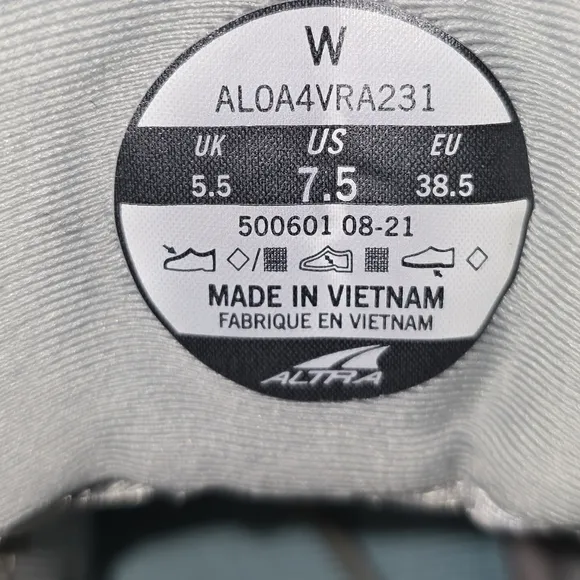 W
AL0A4VRA231
UK US EU
5.5 7.5 38.5
500601 08-21
MADE IN VIETNAM
FABRIQUE EN VIETNAM
ALTRA